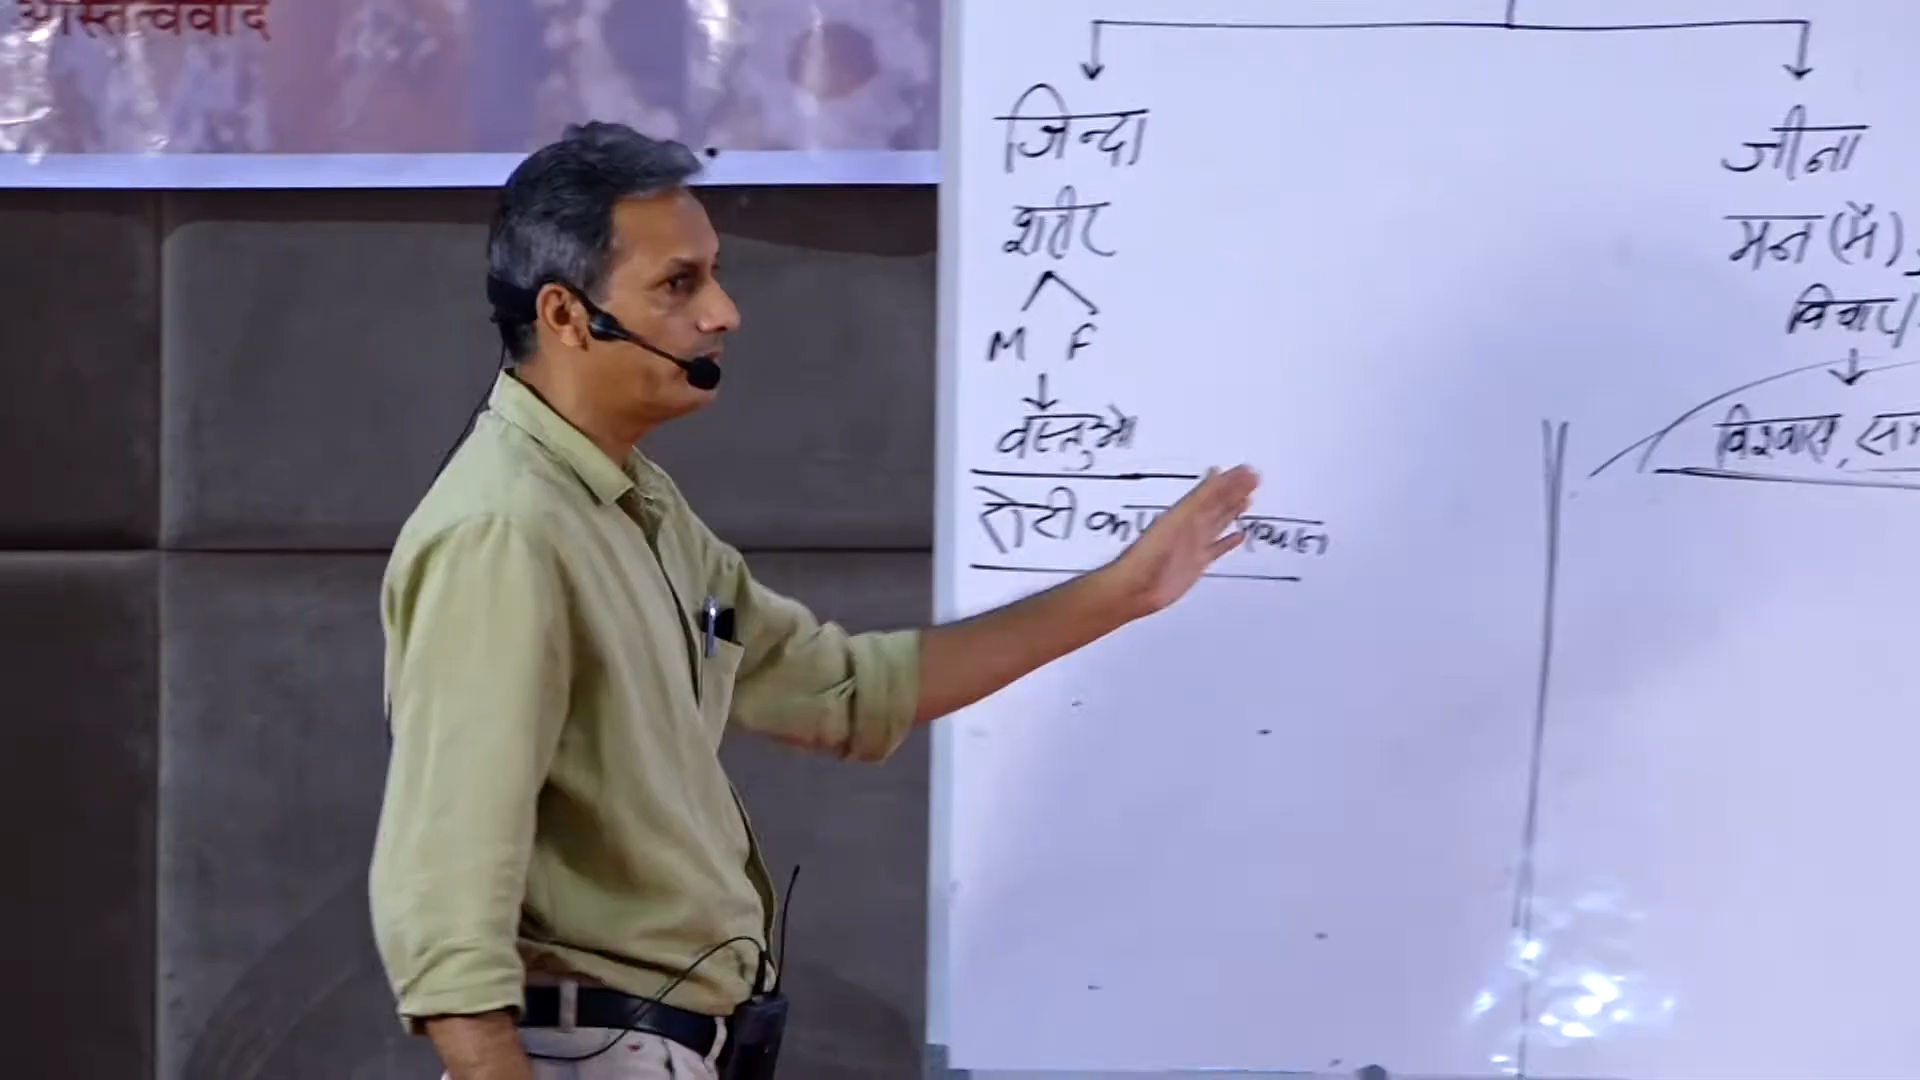 अस्तित्ववाद
जिन्दा
शरीर
M F
वस्तुओ
रोटी
जीना
मन (मैं)
विचार
विश्वास,